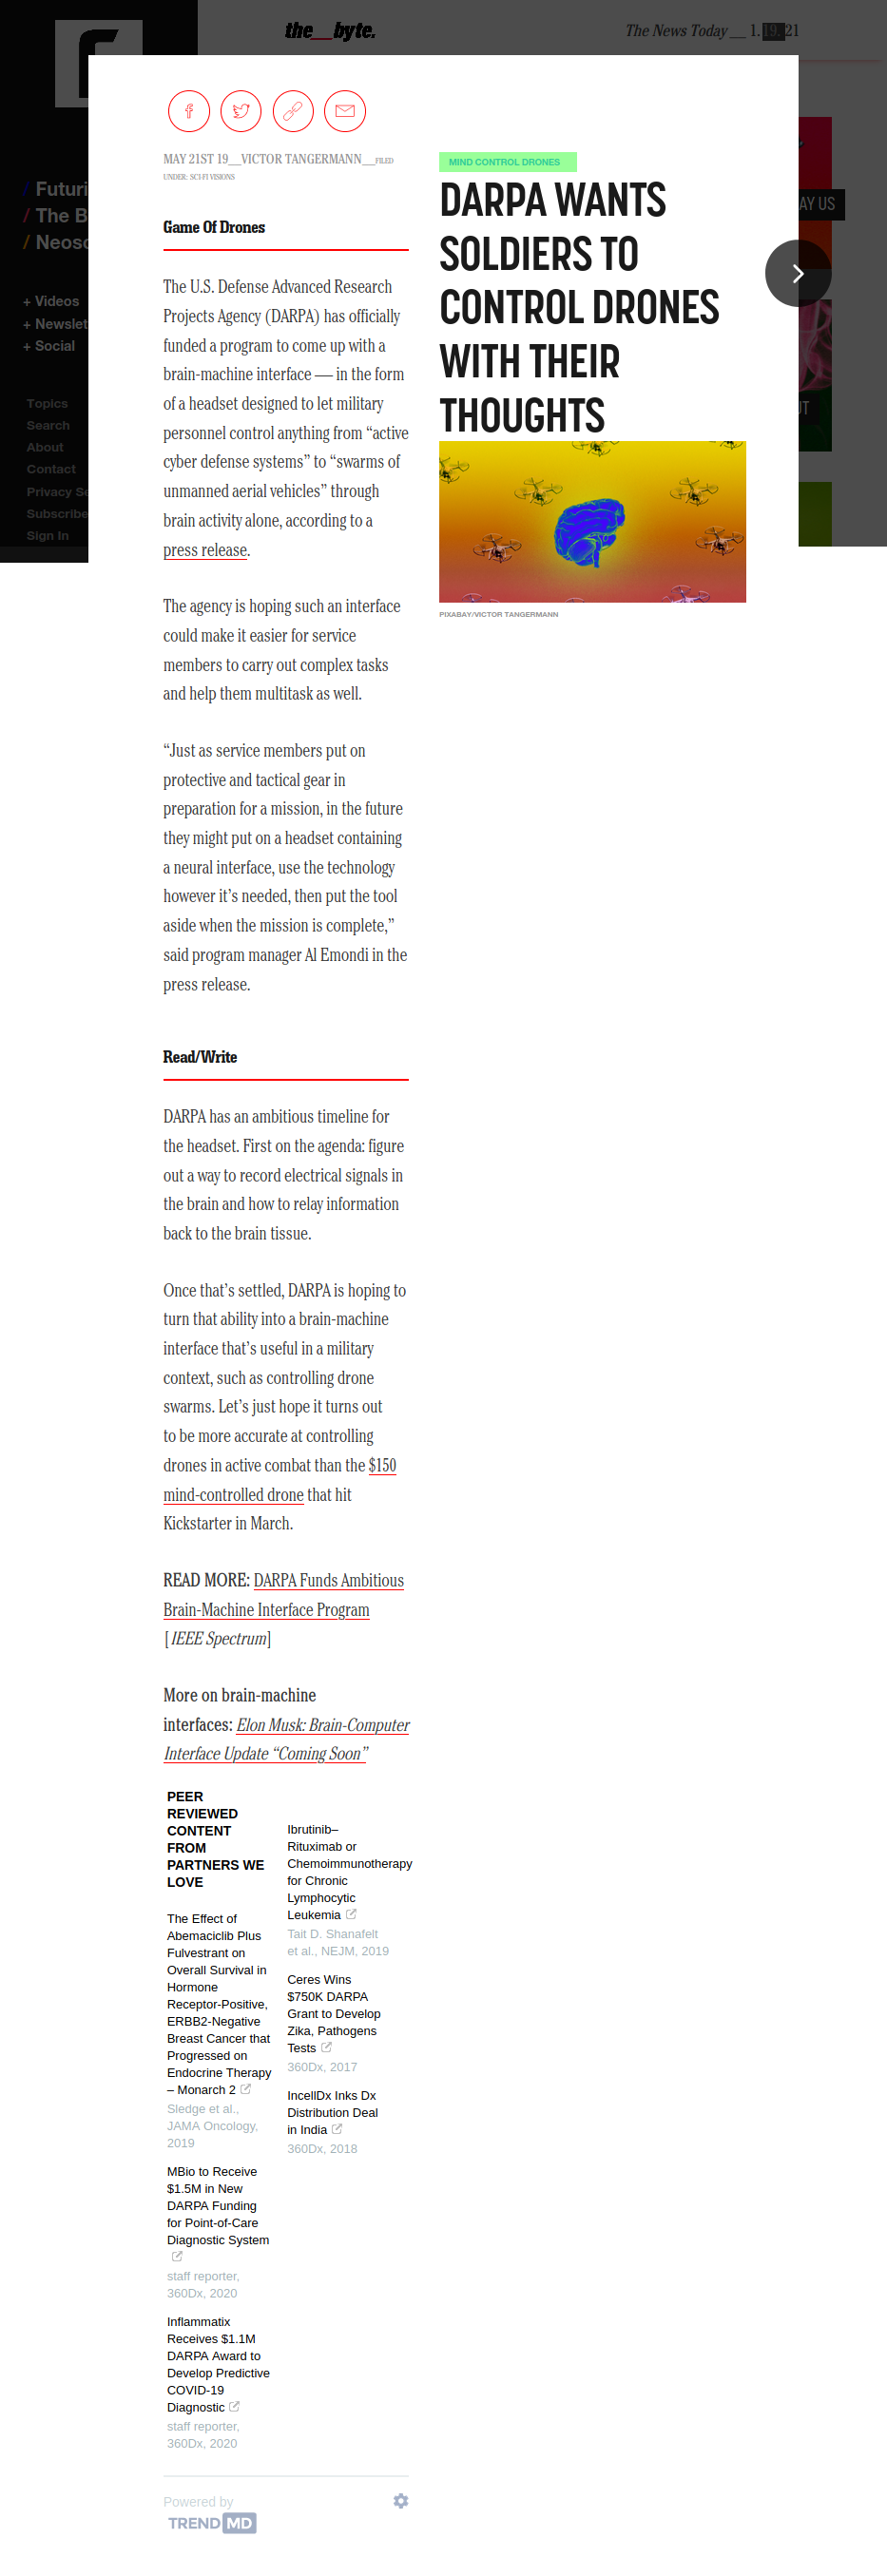 the__byte.
The News Today __ 1. 19. 21
/ Futuri
/ The B
/ Neosc
+ Videos
+ Newslet
+ Social
Topics
Search
About
Contact
Privacy Se
Subscribe
Sign In
AY US
UT
MAY 21ST 19__VICTOR TANGERMANN__FILED
UNDER: SCI-FI VISIONS
MIND CONTROL DRONES
DARPA WANTS
SOLDIERS TO
CONTROL DRONES
WITH THEIR
THOUGHTS
PIXABAY/VICTOR TANGERMANN
Game Of Drones
The U.S. Defense Advanced Research
Projects Agency (DARPA) has officially
funded a program to come up with a
brain-machine interface — in the form
of a headset designed to let military
personnel control anything from “active
cyber defense systems” to “swarms of
unmanned aerial vehicles” through
brain activity alone, according to a
press release.
The agency is hoping such an interface
could make it easier for service
members to carry out complex tasks
and help them multitask as well.
“Just as service members put on
protective and tactical gear in
preparation for a mission, in the future
they might put on a headset containing
a neural interface, use the technology
however it’s needed, then put the tool
aside when the mission is complete,”
said program manager Al Emondi in the
press release.
Read/Write
DARPA has an ambitious timeline for
the headset. First on the agenda: figure
out a way to record electrical signals in
the brain and how to relay information
back to the brain tissue.
Once that’s settled, DARPA is hoping to
turn that ability into a brain-machine
interface that’s useful in a military
context, such as controlling drone
swarms. Let’s just hope it turns out
to be more accurate at controlling
drones in active combat than the $150
mind-controlled drone that hit
Kickstarter in March.
READ MORE: DARPA Funds Ambitious
Brain-Machine Interface Program
[IEEE Spectrum]
More on brain-machine
interfaces: Elon Musk: Brain-Computer
Interface Update “Coming Soon”
PEER
REVIEWED
CONTENT
FROM
PARTNERS WE
LOVE
The Effect of
Abemaciclib Plus
Fulvestrant on
Overall Survival in
Hormone
Receptor-Positive,
ERBB2-Negative
Breast Cancer that
Progressed on
Endocrine Therapy
– Monarch 2
Sledge et al.,
JAMA Oncology,
2019
MBio to Receive
$1.5M in New
DARPA Funding
for Point-of-Care
Diagnostic System
staff reporter,
360Dx, 2020
Inflammatix
Receives $1.1M
DARPA Award to
Develop Predictive
COVID-19
Diagnostic
staff reporter,
360Dx, 2020
Ibrutinib–
Rituximab or
Chemoimmunotherapy
for Chronic
Lymphocytic
Leukemia
Tait D. Shanafelt
et al., NEJM, 2019
Ceres Wins
$750K DARPA
Grant to Develop
Zika, Pathogens
Tests
360Dx, 2017
IncellDx Inks Dx
Distribution Deal
in India
360Dx, 2018
Powered by
TREND MD